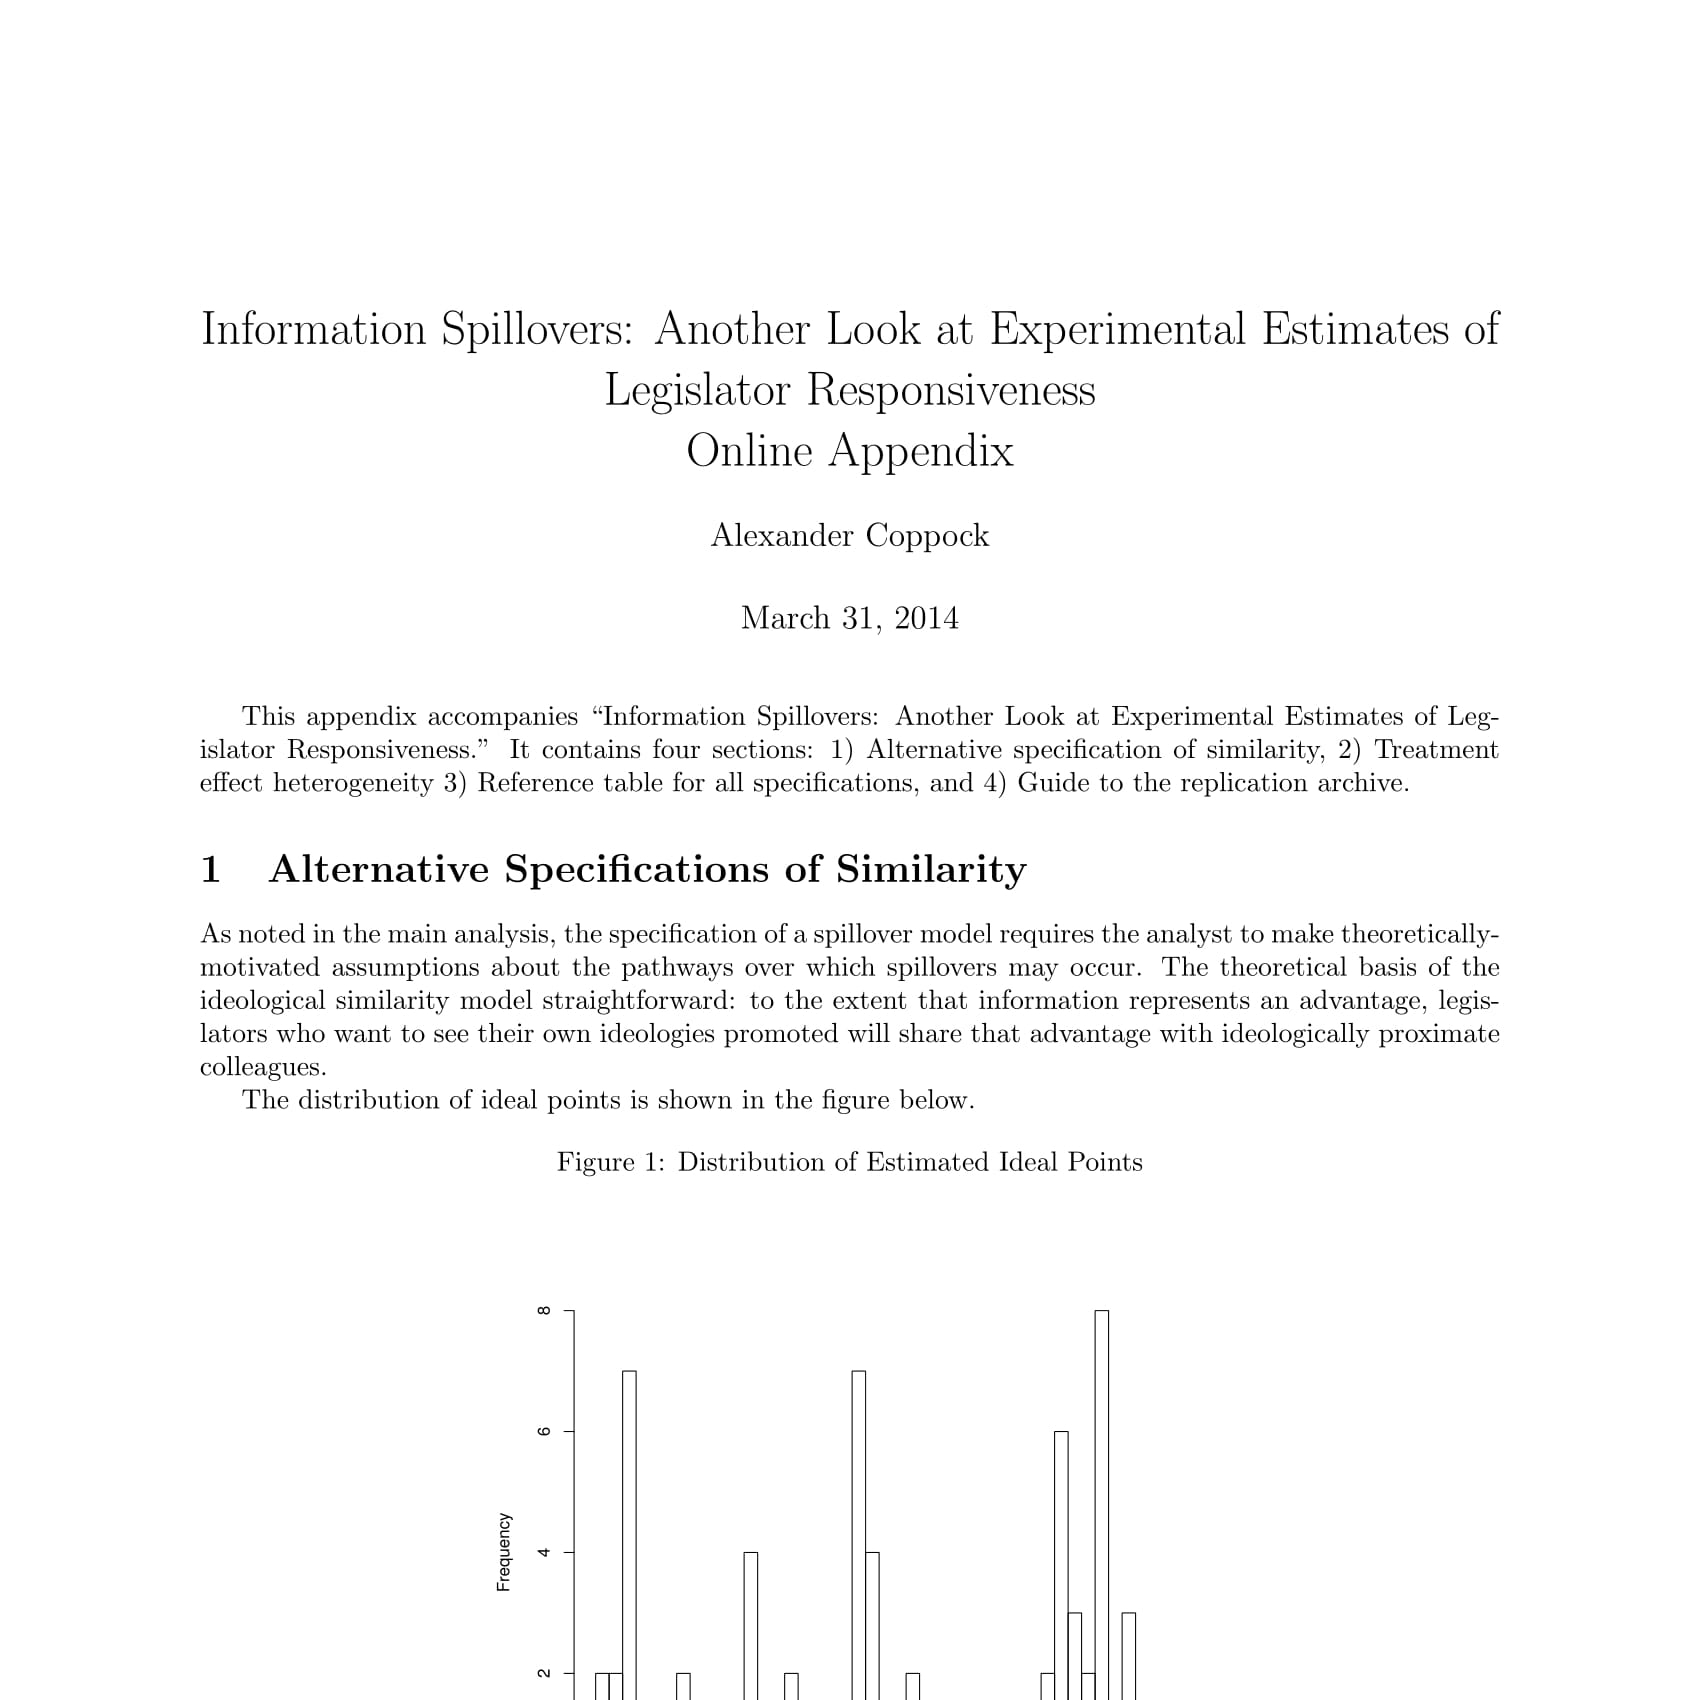 Information Spillovers: Another Look at Experimental Estimates of
Legislator Responsiveness
Online Appendix
Alexander Coppock
March 31, 2014
This appendix accompanies “Information Spillovers: Another Look at Experimental Estimates of Leg-
islator Responsiveness.” It contains four sections: 1) Alternative specification of similarity, 2) Treatment
effect heterogeneity 3) Reference table for all specifications, and 4) Guide to the replication archive.
1 Alternative Specifications of Similarity
As noted in the main analysis, the specification of a spillover model requires the analyst to make theoretically-
motivated assumptions about the pathways over which spillovers may occur. The theoretical basis of the
ideological similarity model straightforward: to the extent that information represents an advantage, legis-
lators who want to see their own ideologies promoted will share that advantage with ideologically proximate
colleagues.
The distribution of ideal points is shown in the figure below.
Figure 1: Distribution of Estimated Ideal Points
8
6
4
2
Frequency